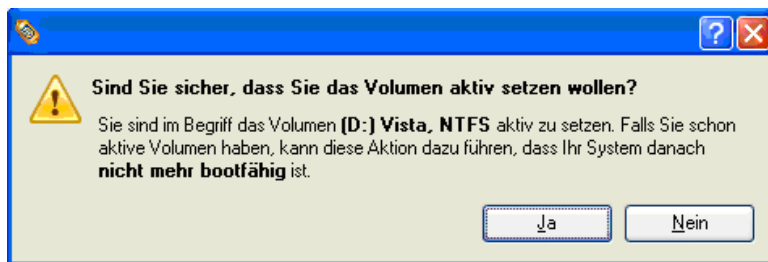 ?
Sind Sie sicher, dass Sie das Volumen aktiv setzen wollen?
Sie sind im Begriff das Volumen (D:) Vista, NTFS aktiv zu setzen. Falls Sie schon
aktive Volumen haben, kann diese Aktion dazu führen, dass Ihr System danach
nicht mehr bootfähig ist.
Ja Nein